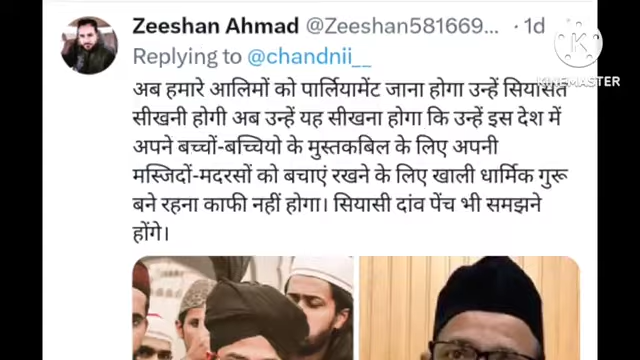 Zeeshan Ahmad @Zeeshan581669... · 1d
Replying to @chandnii__
अब हमारे आलिमों को पार्लियामेंट जाना होगा उन्हें सियासत
सीखनी होगी अब उन्हें यह सीखना होगा कि उन्हें इस देश में
अपने बच्चों-बच्चियो के मुस्तकबिल के लिए अपनी
मस्जिदों-मदरसों को बचाएं रखने के लिए खाली धार्मिक गुरू
बने रहना काफी नहीं होगा। सियासी दांव पेंच भी समझने
होंगे।
KINEMASTER